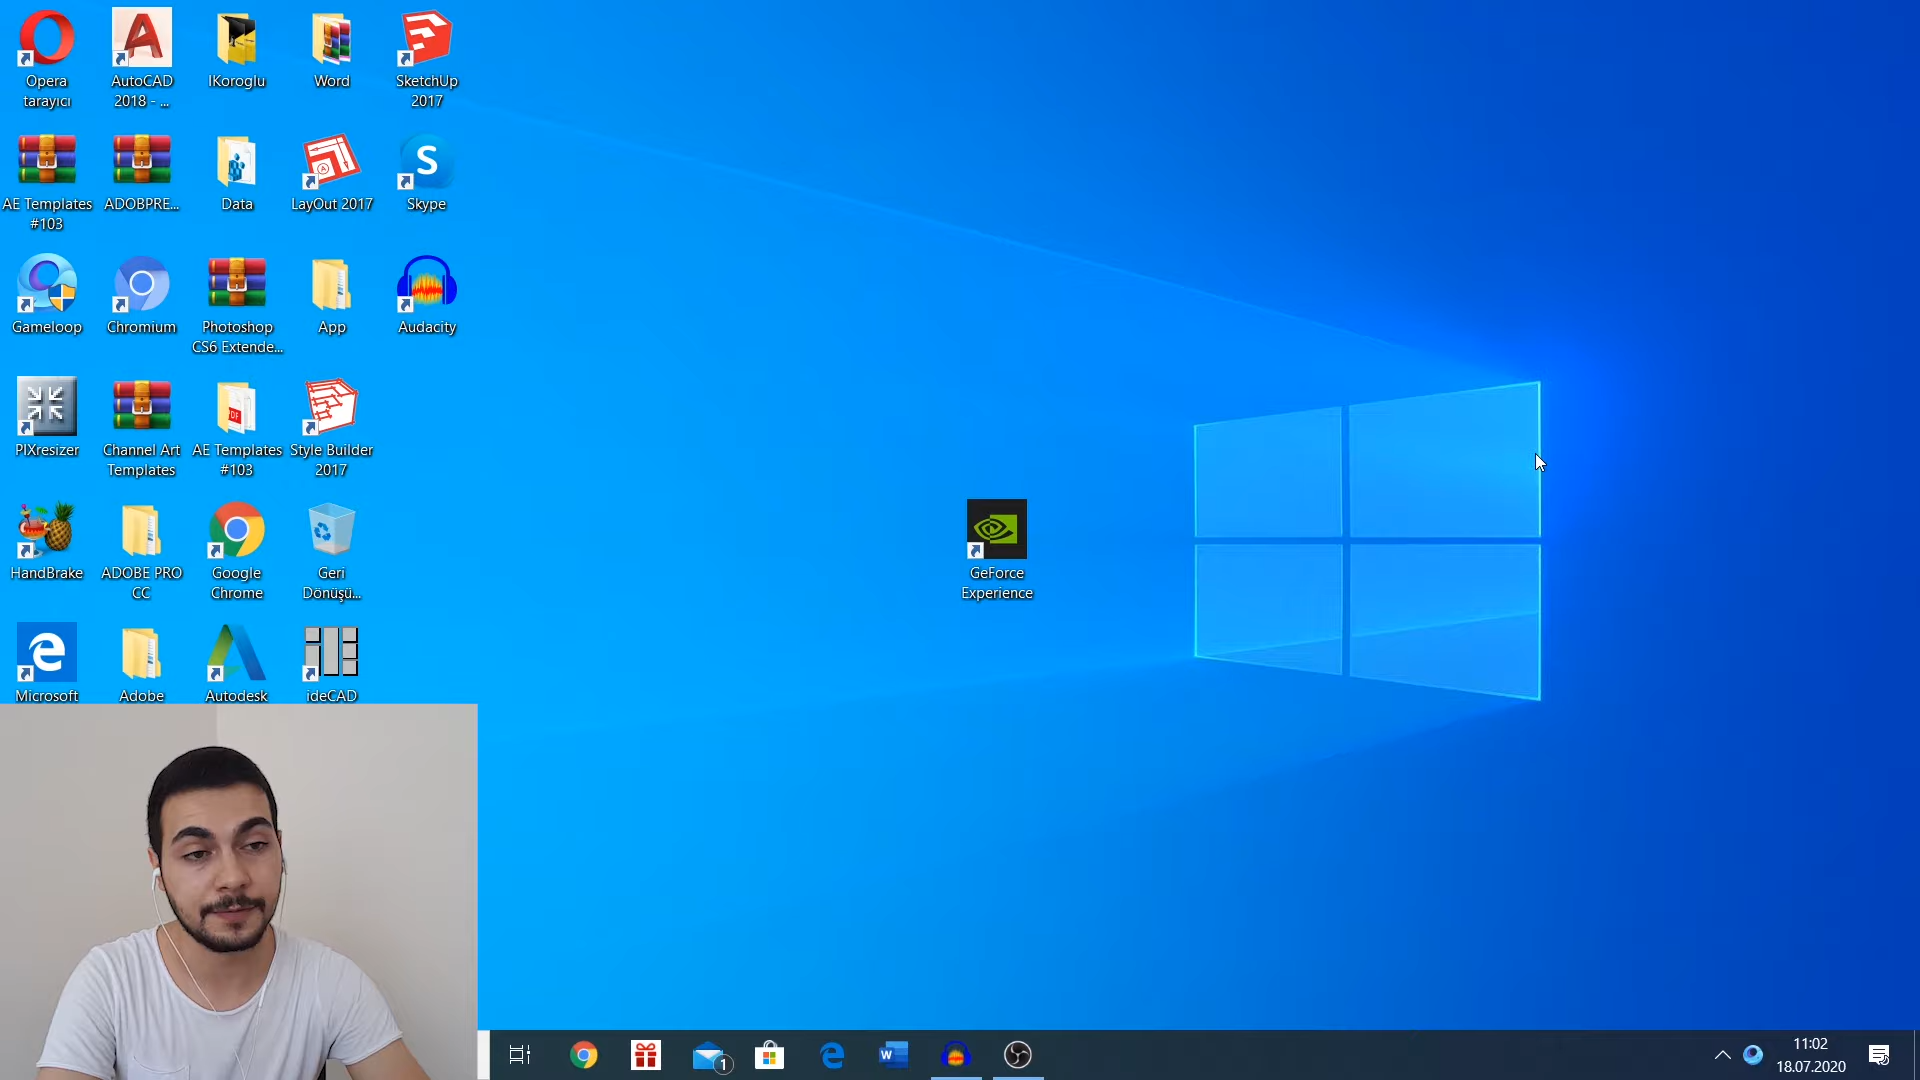 Opera
tarayıcı
AutoCAD
2018 - ...
IKoroglu
Word
SketchUp
2017
AE Templates
#103
ADOBPRE...
Data
LayOut 2017
Skype
Gameloop
Chromium
Photoshop
CS6 Extende...
App
Audacity
PIXresizer
Channel Art
Templates
AE Templates
#103
Style Builder
2017
HandBrake
ADOBE PRO
CC
Google
Chrome
Geri
Dönüşü...
GeForce
Experience
Microsoft
Adobe
Autodesk
ideCAD
1
11:02
18.07.2020